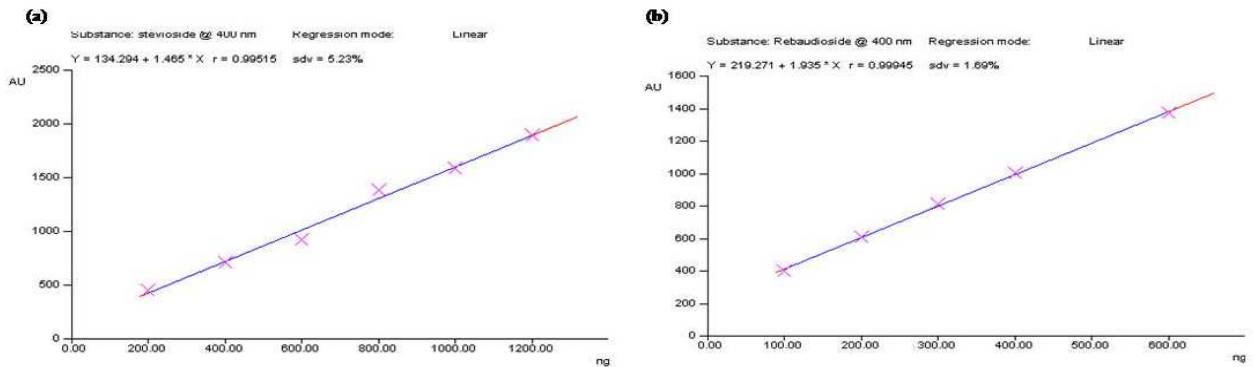 (a)
Substance: stevioside @ 400 nm Regression mode: Linear
Y = 134.294 + 1.465 * X r = 0.99515 sdv = 5.23%
2500
AU
2000
1500
1000
500
0
0.00 200.00 400.00 600.00 800.00 1000.00 1200.00
ng
(b)
Substance: Rebaudioside @ 400 nm Regression mode: Linear
Y = 219.271 + 1.935 * X r = 0.99945 sdv = 1.69%
1600
AU
1400
1200
1000
800
600
400
200
0
0.00 100.00 200.00 300.00 400.00 500.00 600.00
ng